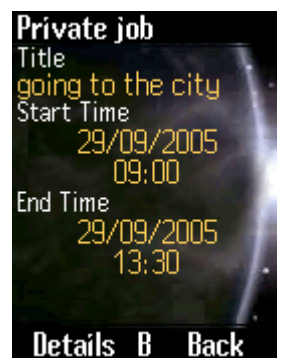 Private job
Title
going to the city
Start Time
29/09/2005
09:00
End Time
29/09/2005
13:30
Details B Back